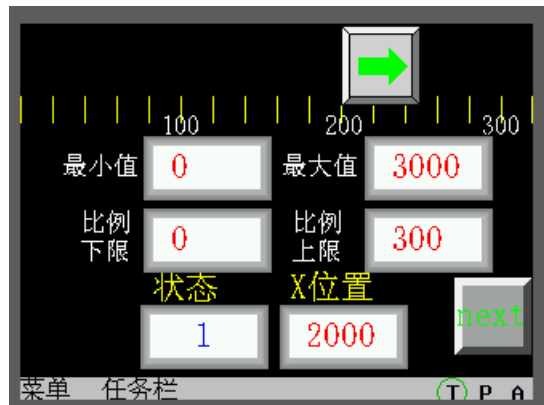 100 200 300
最小值 0 最大值 3000
比例下限 0 比例上限 300
状态 X位置
1 2000 next
菜单 任务栏 T P A